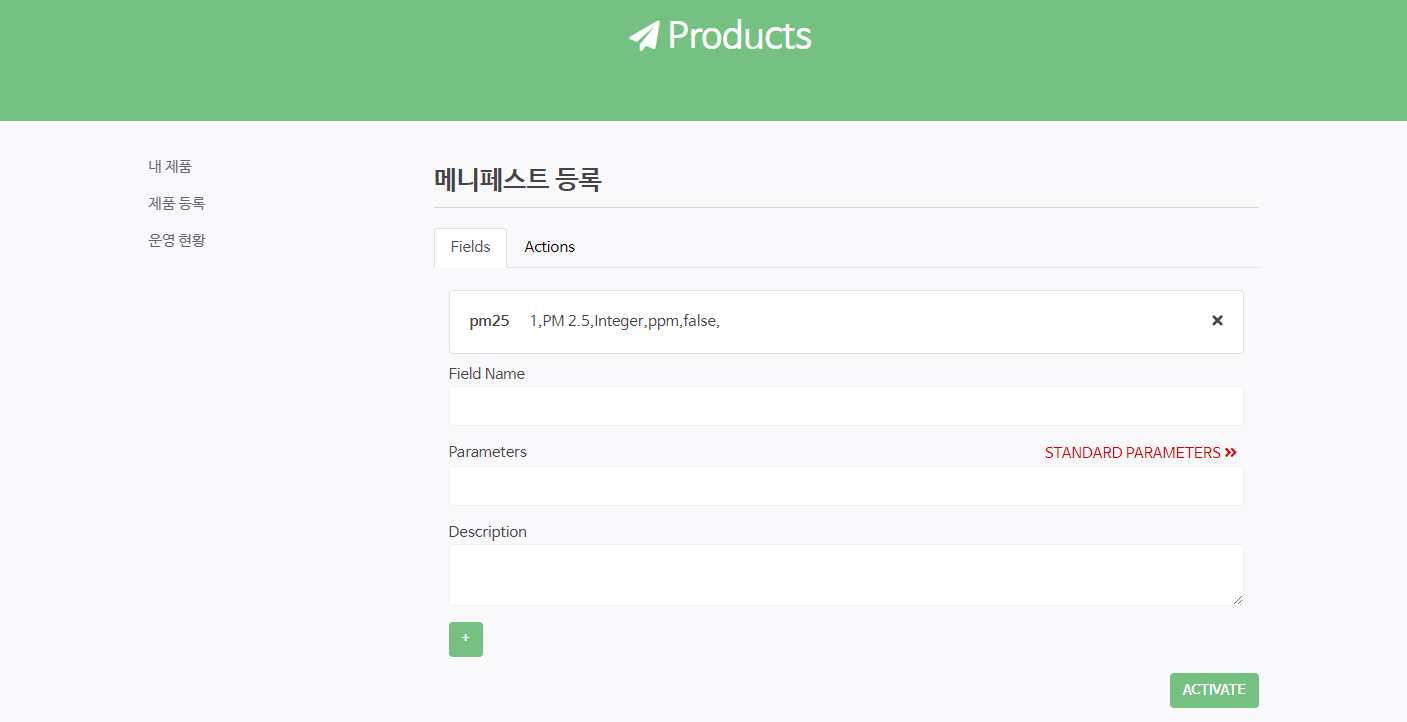 Products
내 제품
제품 등록
운영 현황
메니페스트 등록
Fields Actions
pm25 1,PM 2.5,Integer,ppm,false,
Field Name
Parameters STANDARD PARAMETERS
Description
+
ACTIVATE